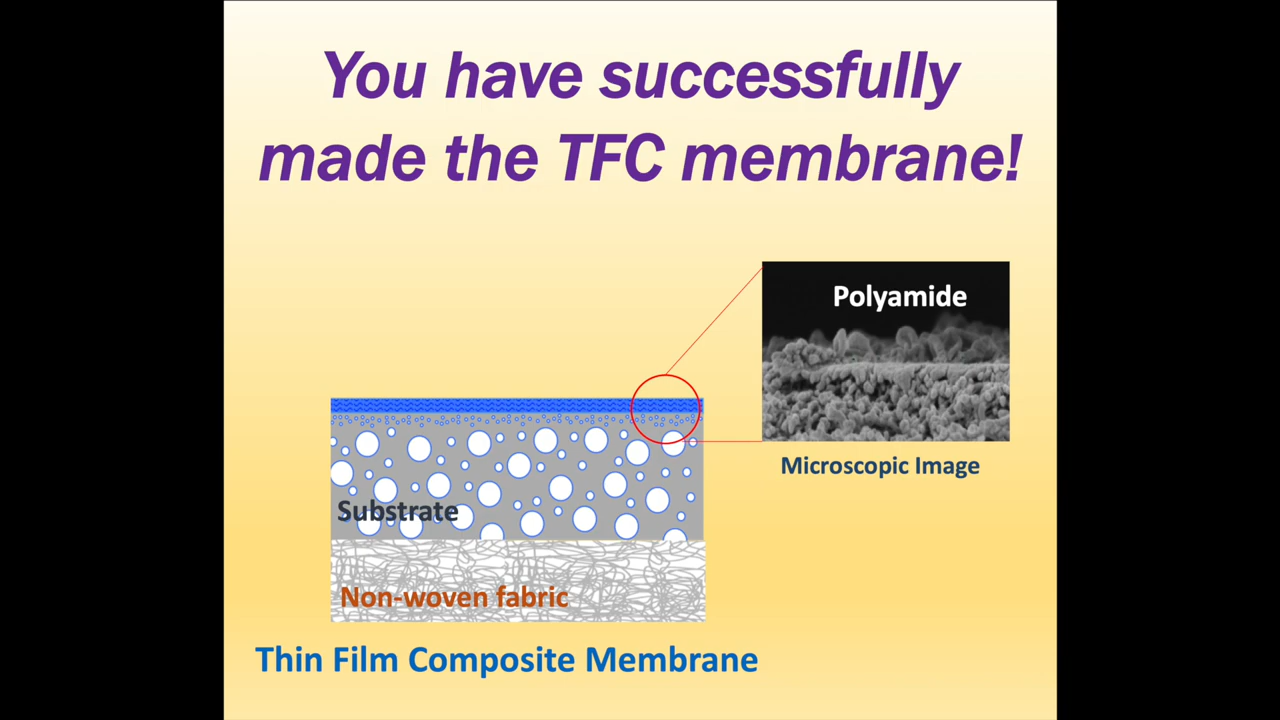 You have successfully
made the TFC membrane!
Polyamide
Microscopic Image
Substrate
Non-woven fabric
Thin Film Composite Membrane